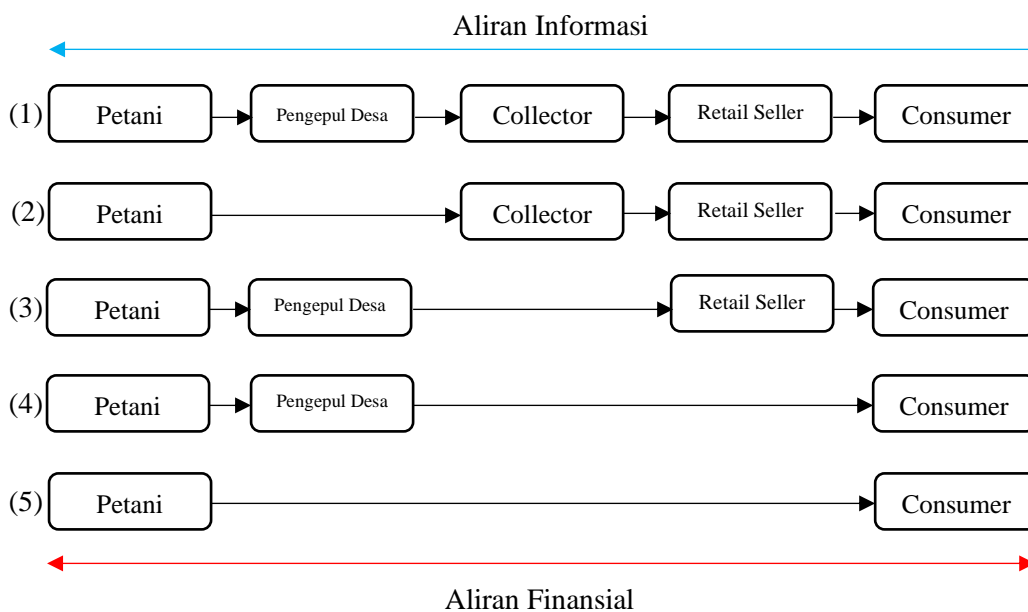 Aliran Informasi
(1) Petani Pengepul Desa Collector Retail Seller Consumer
(2) Petani Collector Retail Seller Consumer
(3) Petani Pengepul Desa Retail Seller Consumer
(4) Petani Pengepul Desa Consumer
(5) Petani Consumer
Aliran Finansial